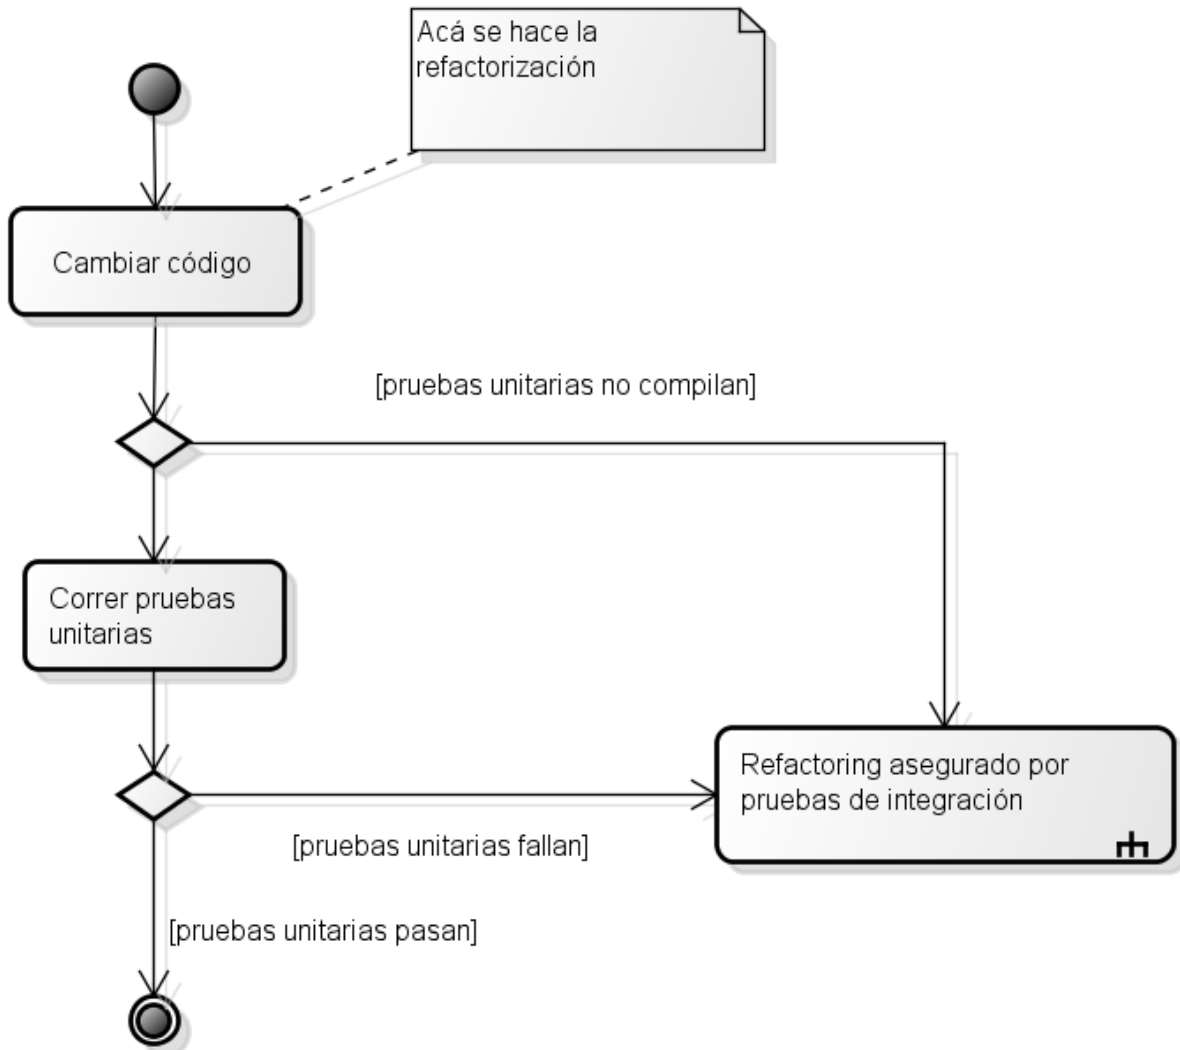 Acá se hace la
refactorización
Cambiar código
[pruebas unitarias no compilan]
Correr pruebas
unitarias
Refactoring asegurado por
pruebas de integración
[pruebas unitarias fallan]
[pruebas unitarias pasan]